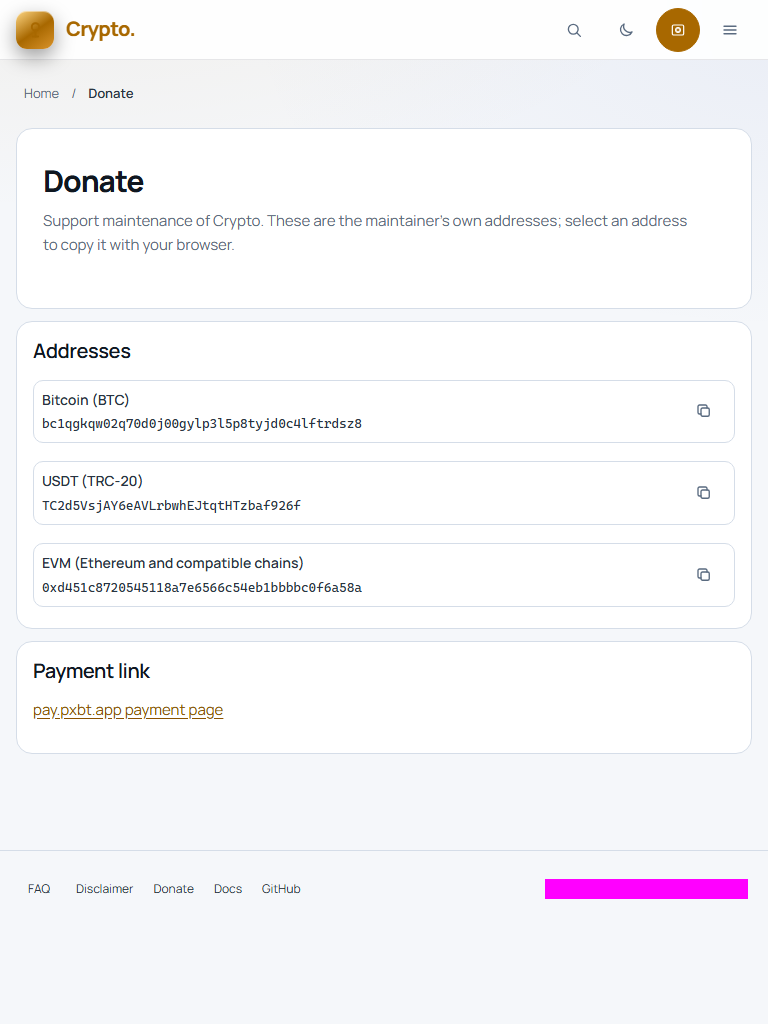 Crypto.
Home / Donate
Donate
Support maintenance of Crypto. These are the maintainer's own addresses; select an address
to copy it with your browser.
Addresses
Bitcoin (BTC)
bc1qgkqw02q70d0j00gylp3l5p8tyjd0c4lftrdsz8
USDT (TRC-20)
TC2d5VsjAY6eAVLrbwhEJtqtHTzbaf926f
EVM (Ethereum and compatible chains)
0xd451c8720545118a7e6566c54eb1bbbbc0f6a58a
Payment link
pay.pxbt.app payment page
FAQ Disclaimer Donate Docs GitHub